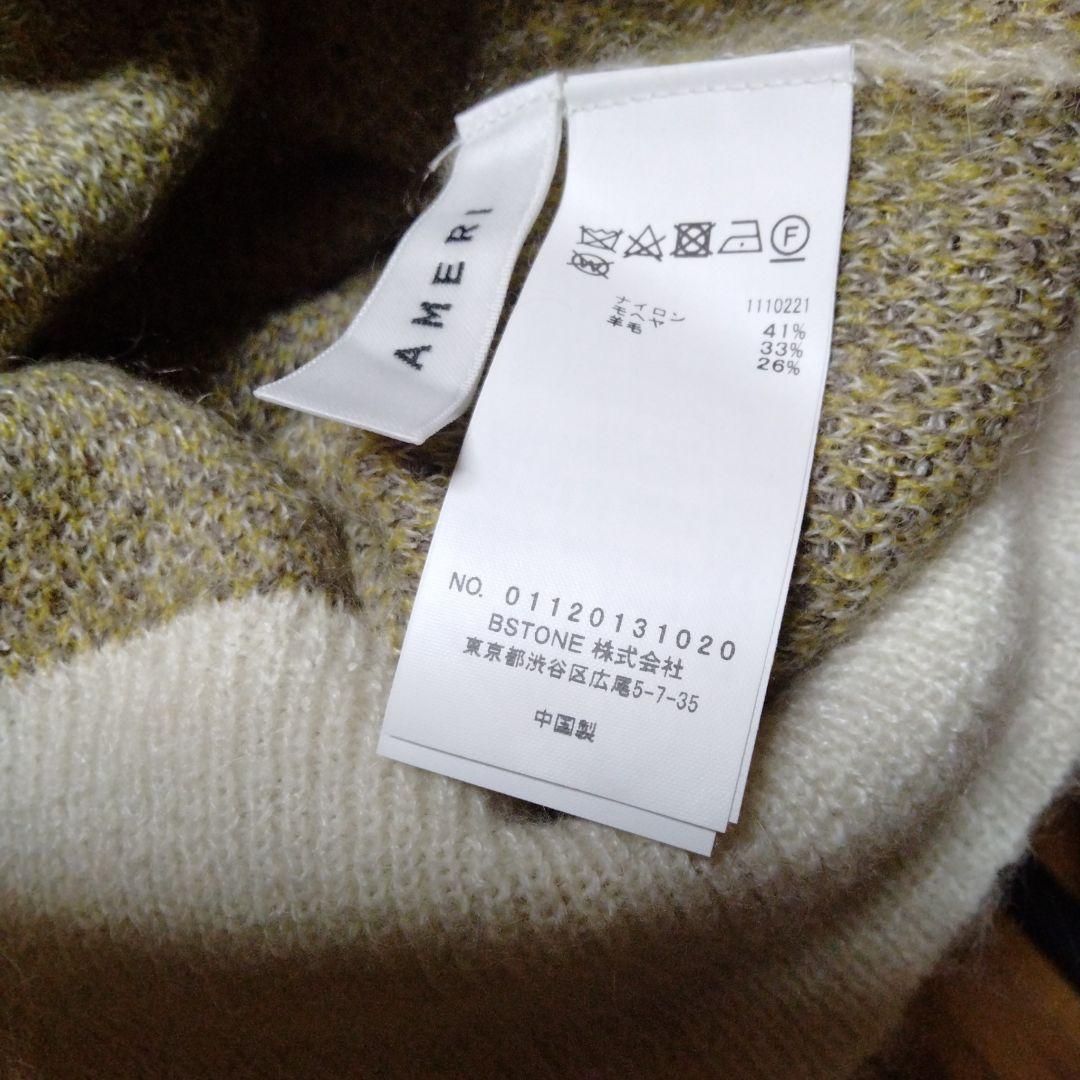 AMERI
1110221
ナイロン 41%
モヘヤ 33%
羊毛 26%
NO. 01120131020
BSTONE 株式会社
東京都渋谷区広尾5-7-35
中国製
F